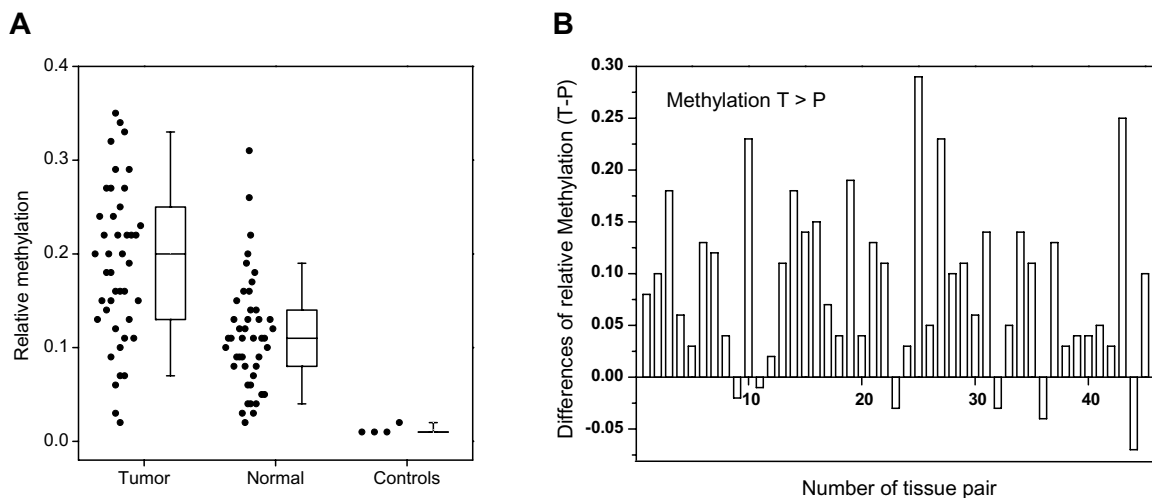 A
Relative methylation
0.4
0.3
0.2
0.1
0.0
Tumor
Normal
Controls
B
Differences of relative Methylation (T-P)
Methylation T > P
0.30
0.25
0.20
0.15
0.10
0.05
0.00
-0.05
10
20
30
40
Number of tissue pair